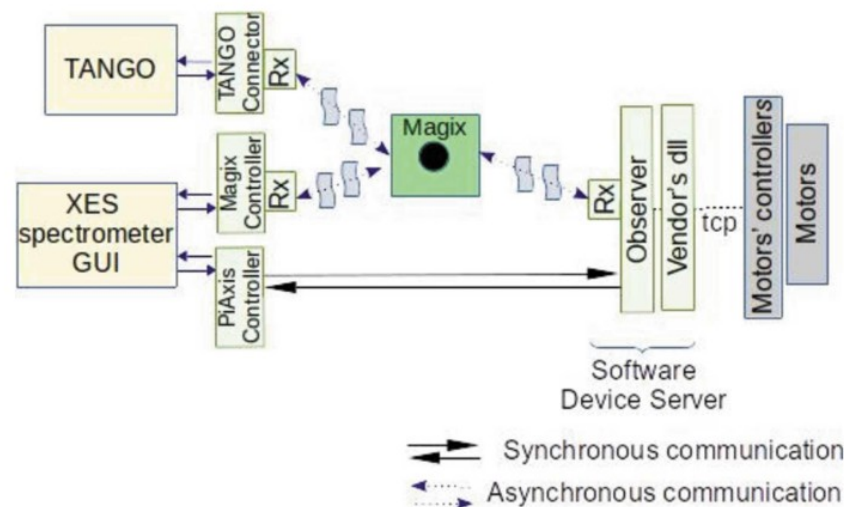 TANGO
TANGO
Connector
Rx
Magix
Magix
Controller
Rx
XES
spectrometer
GUI
PiAxis
Controller
Rx
Observer
Vendor's dll
tcp
Motors' controllers
Motors
Software
Device Server
Synchronous communication
Asynchronous communication